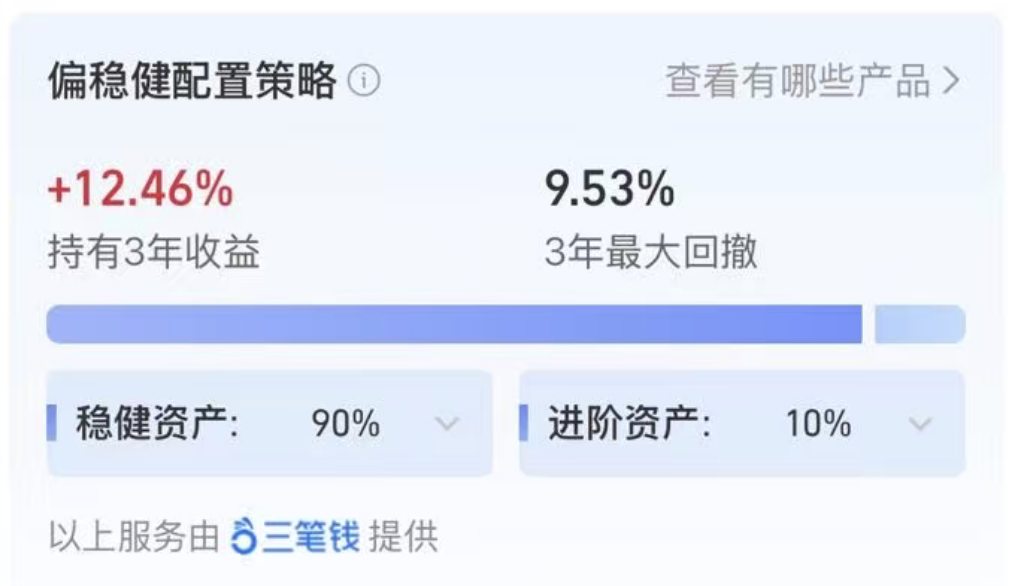 偏稳健配置策略 查看有哪些产品
+12.46% 9.53%
持有3年收益 3年最大回撤
稳健资产: 90% 进阶资产: 10%
以上服务由 三笔钱 提供